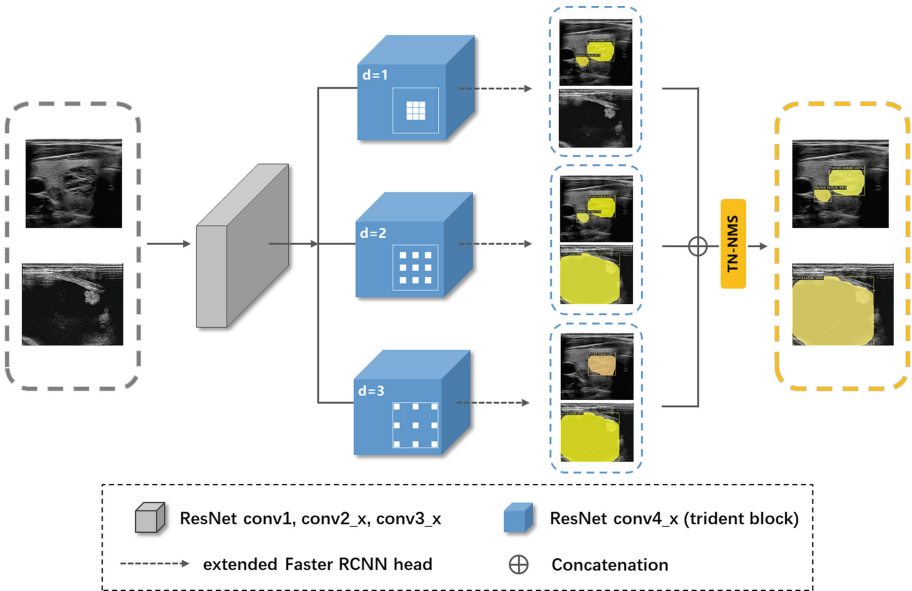 d=1
d=2
d=3
TN-NMS
ResNet conv1, conv2_x, conv3_x
ResNet conv4_x (trident block)
extended Faster RCNN head
Concatenation